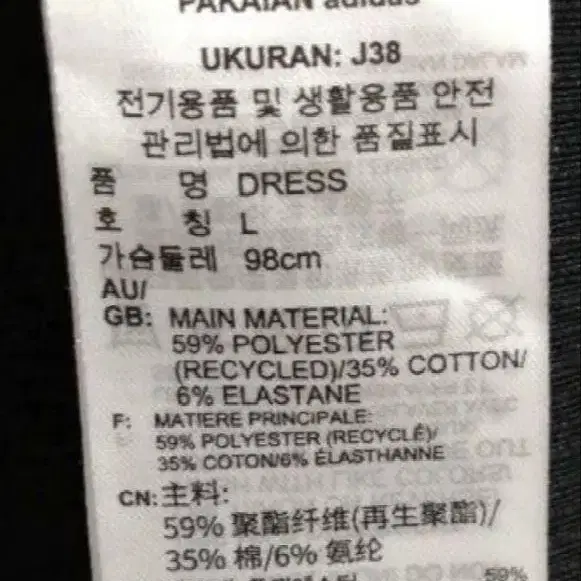 PAKAIAN adidas
UKURAN: J38
전기용품 및 생활용품 안전
관리법에 의한 품질표시
품 명 DRESS
호 칭 L
가슴둘레 98cm
AU/
GB: MAIN MATERIAL:
59% POLYESTER
(RECYCLED)/35% COTTON/
6% ELASTANE
F: MATIERE PRINCIPALE:
59% POLYESTER (RECYCLÉ)/
35% COTON/6% ÉLASTHANNE
CN: 主料:
59% 聚酯纤维(再生聚酯)/
35% 棉/6% 氨纶
59%